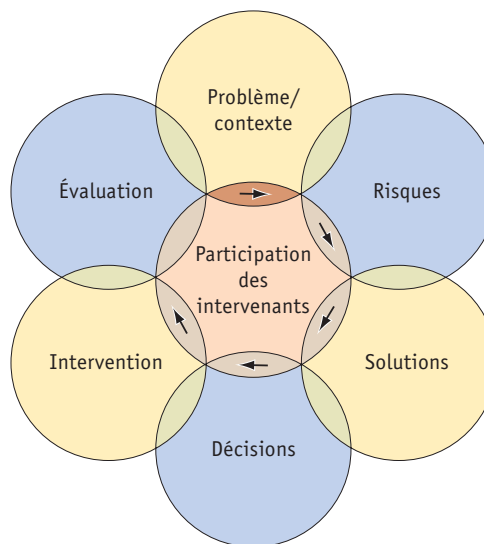 Problème/
contexte
Évaluation
Risques
Participation
des
intervenants
Intervention
Solutions
Décisions